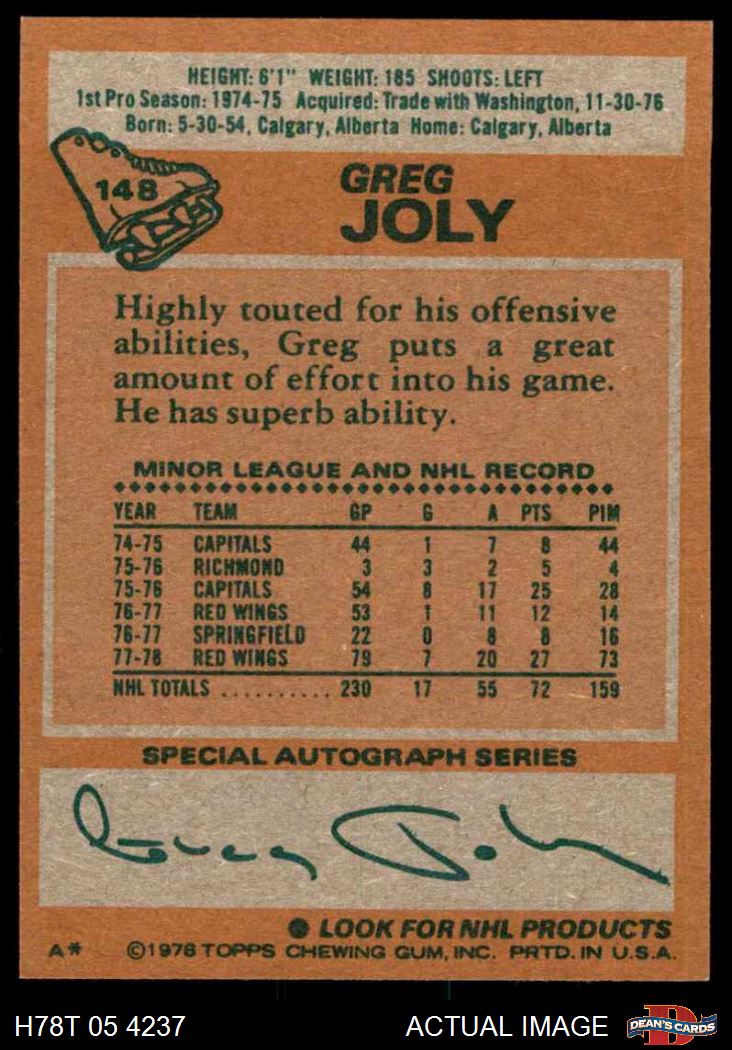 HEIGHT: 6'1" WEIGHT: 185 SHOOTS: LEFT
1st Pro Season: 1974-75 Acquired: Trade with Washington, 11-30-76
Born: 5-30-54, Calgary, Alberta Home: Calgary, Alberta
148
GREG
JOLY
Highly touted for his offensive
abilities, Greg puts a great
amount of effort into his game.
He has superb ability.
MINOR LEAGUE AND NHL RECORD
YEAR TEAM GP G A PTS PIM
74-75 CAPITALS 44 1 7 8 44
75-76 RICHMOND 3 3 2 5 4
75-76 CAPITALS 54 8 17 25 28
76-77 RED WINGS 53 1 11 12 14
76-77 SPRINGFIELD 22 0 8 8 16
77-78 RED WINGS 79 7 20 27 73
NHL TOTALS .......... 230 17 55 72 159
SPECIAL AUTOGRAPH SERIES
Greg Joly
● LOOK FOR NHL PRODUCTS
A* ©1978 TOPPS CHEWING GUM, INC. PRTD. IN U.S.A.
H78T 05 4237 ACTUAL IMAGE D DEAN'S CARDS